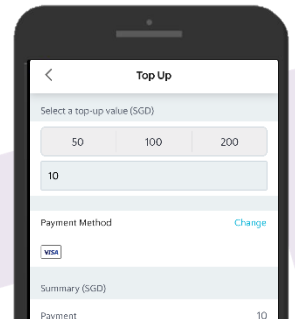 Top Up
Select a top-up value (SGD)
50 100 200
10
Payment Method Change
VISA
Summary (SGD)
Payment 10